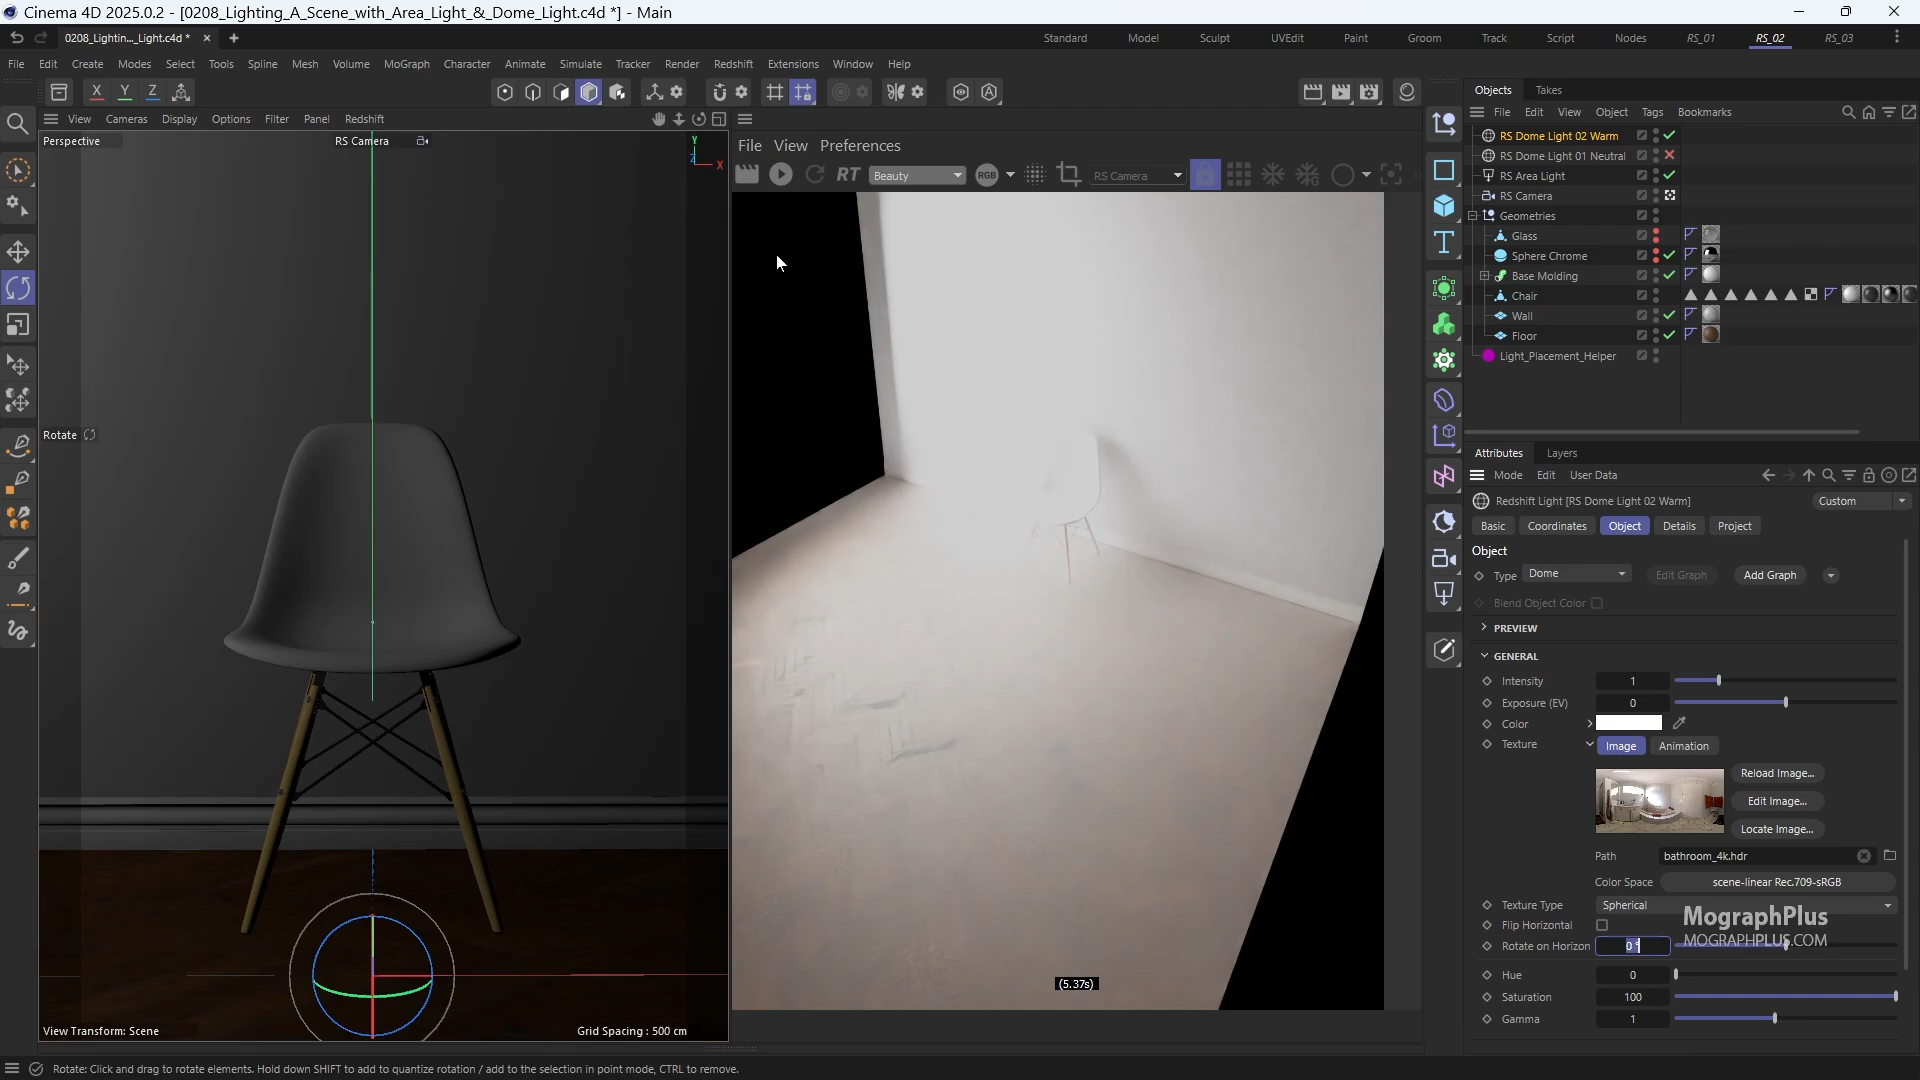 Cinema 4D 2025.0.2 - [0208_Lighting_A_Scene_with_Area_Light_&_Dome_Light.c4d *] - Main
0208_Lightin..._Light.c4d *
Standard Model Sculpt UVEdit Paint Groom Track Script Nodes RS_01 RS_02 RS_03
File Edit Create Modes Select Tools Spline Mesh Volume MoGraph Character Animate Simulate Tracker Render Redshift Extensions Window Help
X Y Z
Objects Takes
File Edit View Object Tags Bookmarks
View Cameras Display Options Filter Panel Redshift
Perspective
RS Camera
Y
Z
X
File View Preferences
RT Beauty RGB RS Camera
RS Dome Light 02 Warm
RS Dome Light 01 Neutral
RS Area Light
RS Camera
Geometries
Glass
Sphere Chrome
Base Molding
Chair
Wall
Floor
Light_Placement_Helper
Rotate
Attributes Layers
Mode Edit User Data
Redshift Light [RS Dome Light 02 Warm]
Custom
Basic Coordinates Object Details Project
Object
Type Dome Edit Graph Add Graph
Blend Object Color
PREVIEW
GENERAL
Intensity 1
Exposure (EV) 0
Color
Texture Image Animation
Reload Image...
Edit Image...
Locate Image...
Path bathroom_4k.hdr
Color Space scene-linear Rec.709-sRGB
Texture Type Spherical
Flip Horizontal
Rotate on Horizon 0 °
MographPlus
MOGRAPHPLUS.COM
Hue 0
Saturation 100
Gamma 1
(5.37s)
View Transform: Scene
Grid Spacing : 500 cm
Rotate: Click and drag to rotate elements. Hold down SHIFT to add to quantize rotation / add to the selection in point mode, CTRL to remove.